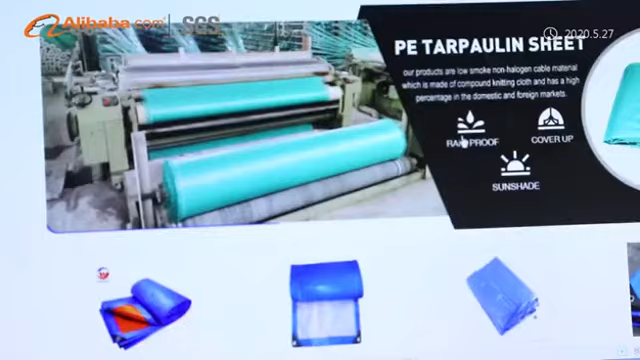 Alibaba.com SGS
2020.5.27
PE TARPAULIN SHEET
our products are low smoke non-halogen cable material
which is made of compound knitting cloth and has a high
percentage in the domestic and foreign markets.
RAINPROOF
COVER UP
SUNSHADE